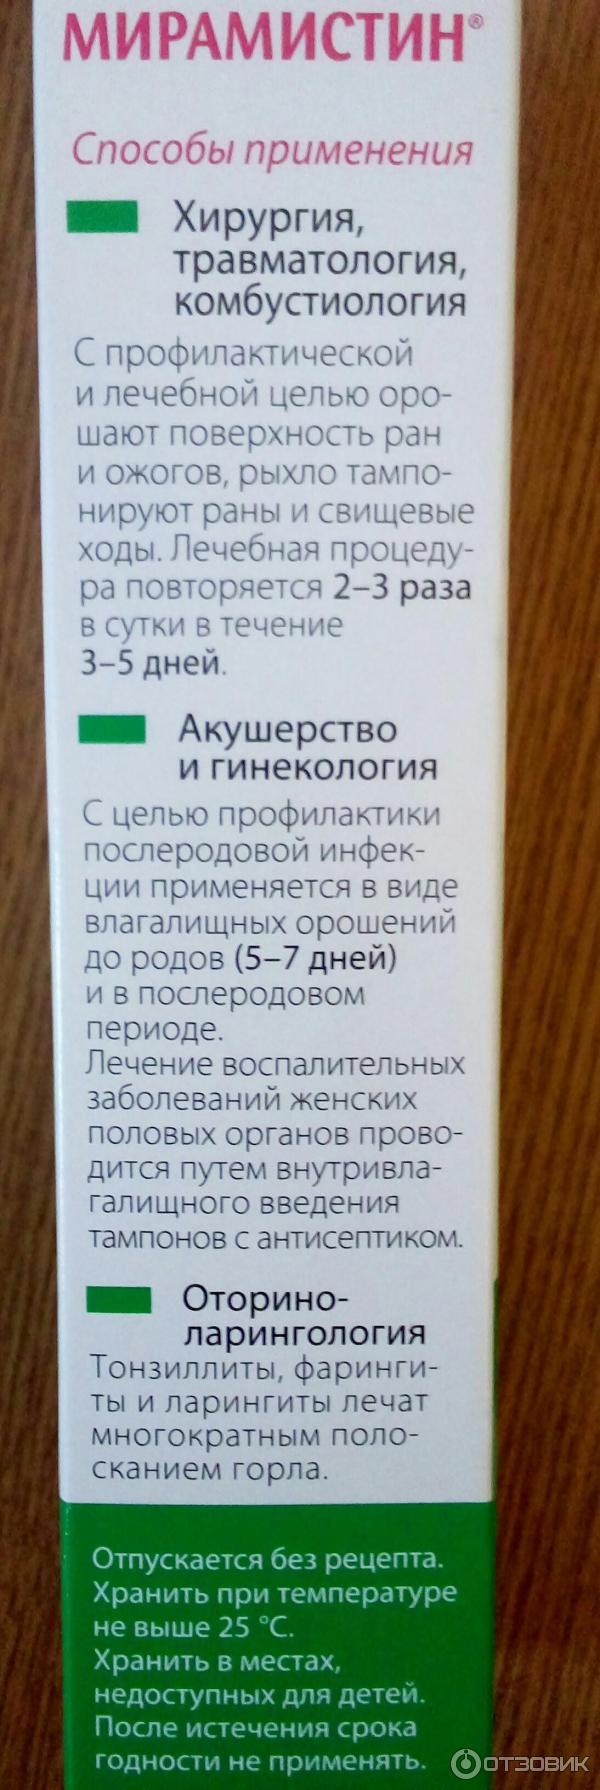 МИРАМИСТИН®
Способы применения
Хирургия,
травматология,
комбустиология
С профилактической
и лечебной целью оро-
шают поверхность ран
и ожогов, рыхло тампо-
нируют раны и свищевые
ходы. Лечебная процеду-
ра повторяется 2–3 раза
в сутки в течение
3–5 дней.
Акушерство
и гинекология
С целью профилактики
послеродовой инфек-
ции применяется в виде
влагалищных орошений
до родов (5–7 дней)
и в послеродовом
периоде.
Лечение воспалительных
заболеваний женских
половых органов прово-
дится путем внутривла-
галищного введения
тампонов с антисептиком.
Оторино-
ларингология
Тонзиллиты, фаринги-
ты и ларингиты лечат
многократным поло-
сканием горла.
Отпускается без рецепта.
Хранить при температуре
не выше 25 °С.
Хранить в местах,
недоступных для детей.
После истечения срока
годности не применять.
ОТЗОВИК